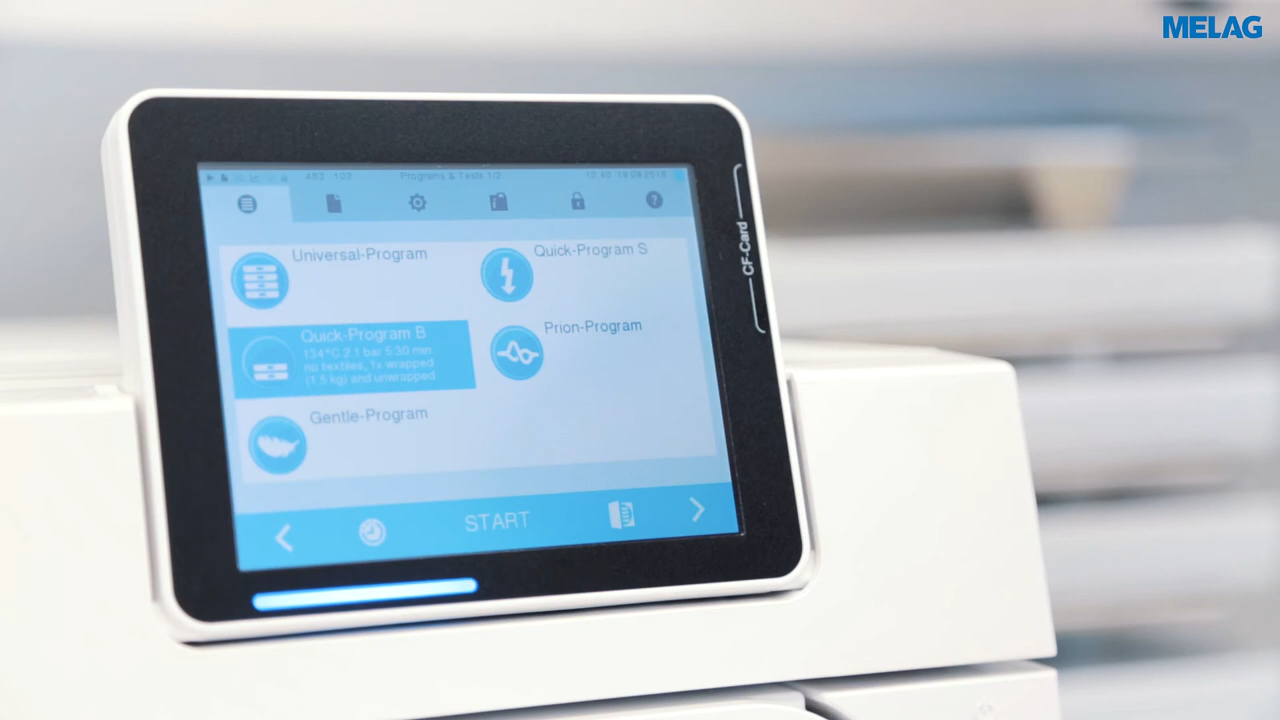 MELAG
Programs & Tests 1/2
Universal-Program
Quick-Program S
Quick-Program B
134°C 2.1 bar 5:30 min
no textiles, 1x wrapped
(1.5 kg) and unwrapped
Prion-Program
Gentle-Program
START
CF-Card